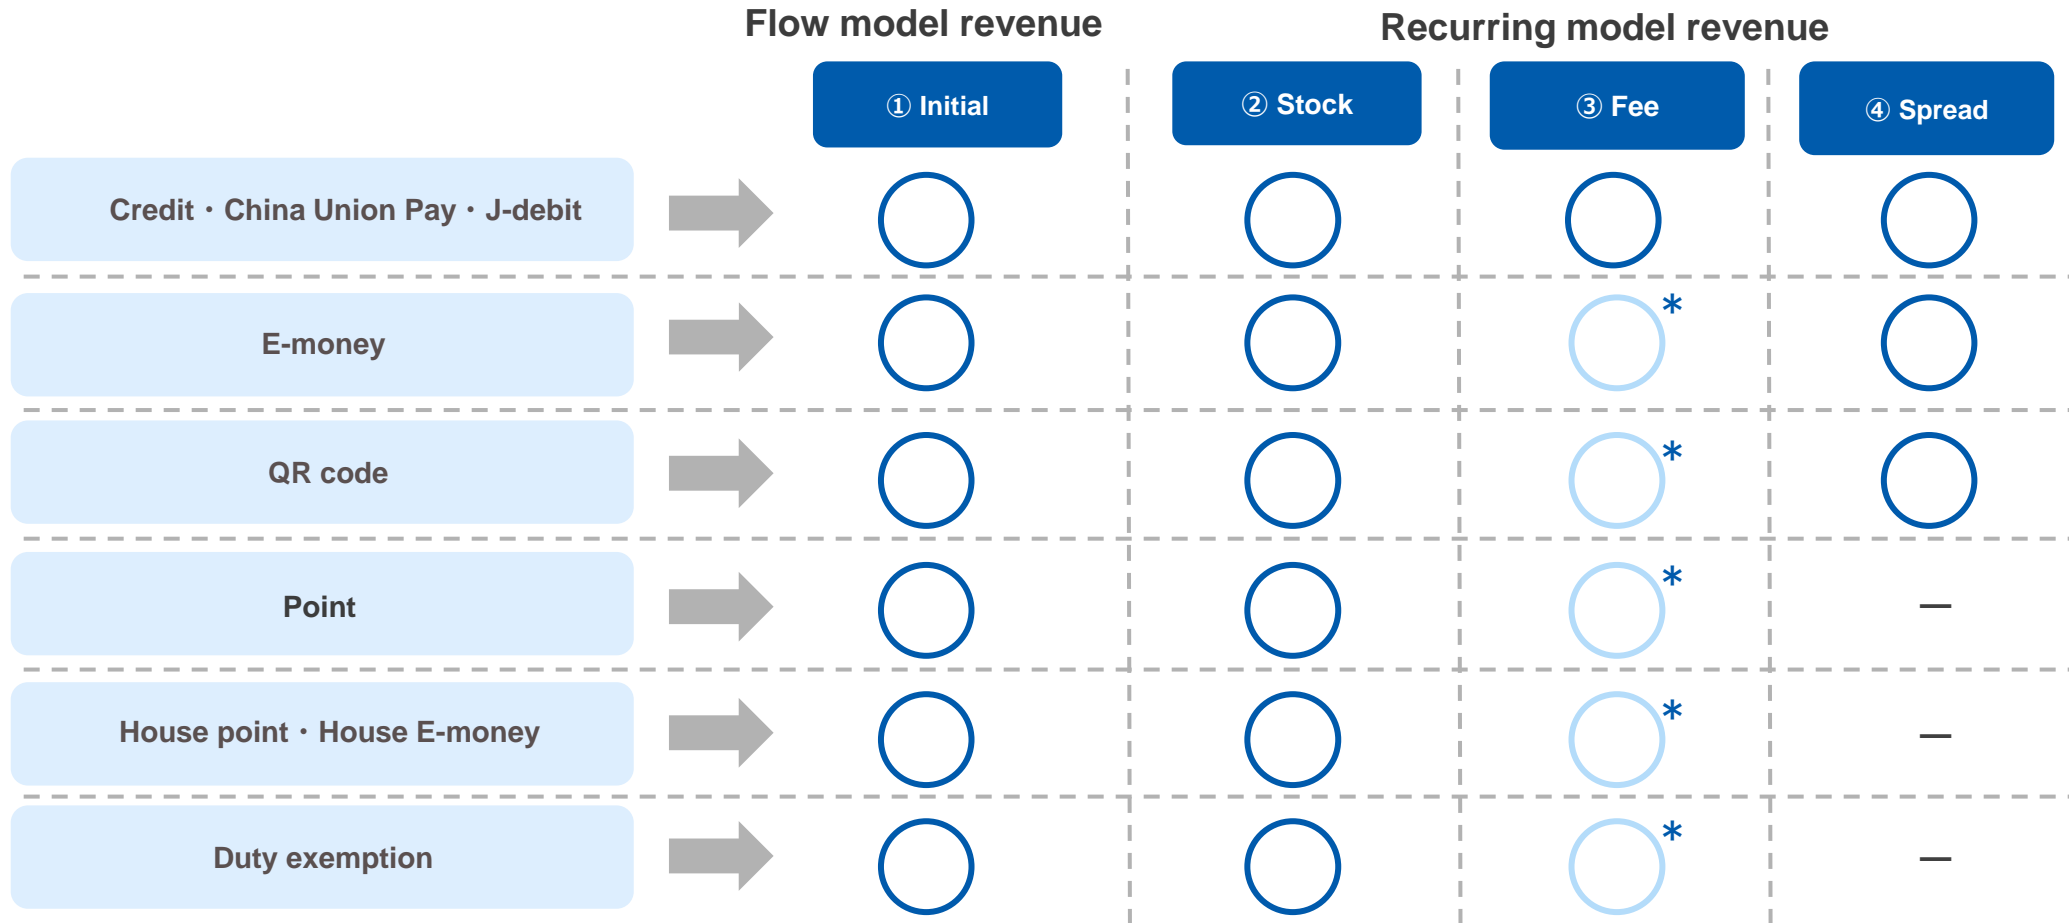 Flow model revenue
Recurring model revenue
① Initial
② Stock
③ Fee
④ Spread
Credit・China Union Pay・J-debit
E-money
*
QR code
*
Point
*
—
House point・House E-money
*
—
Duty exemption
*
—